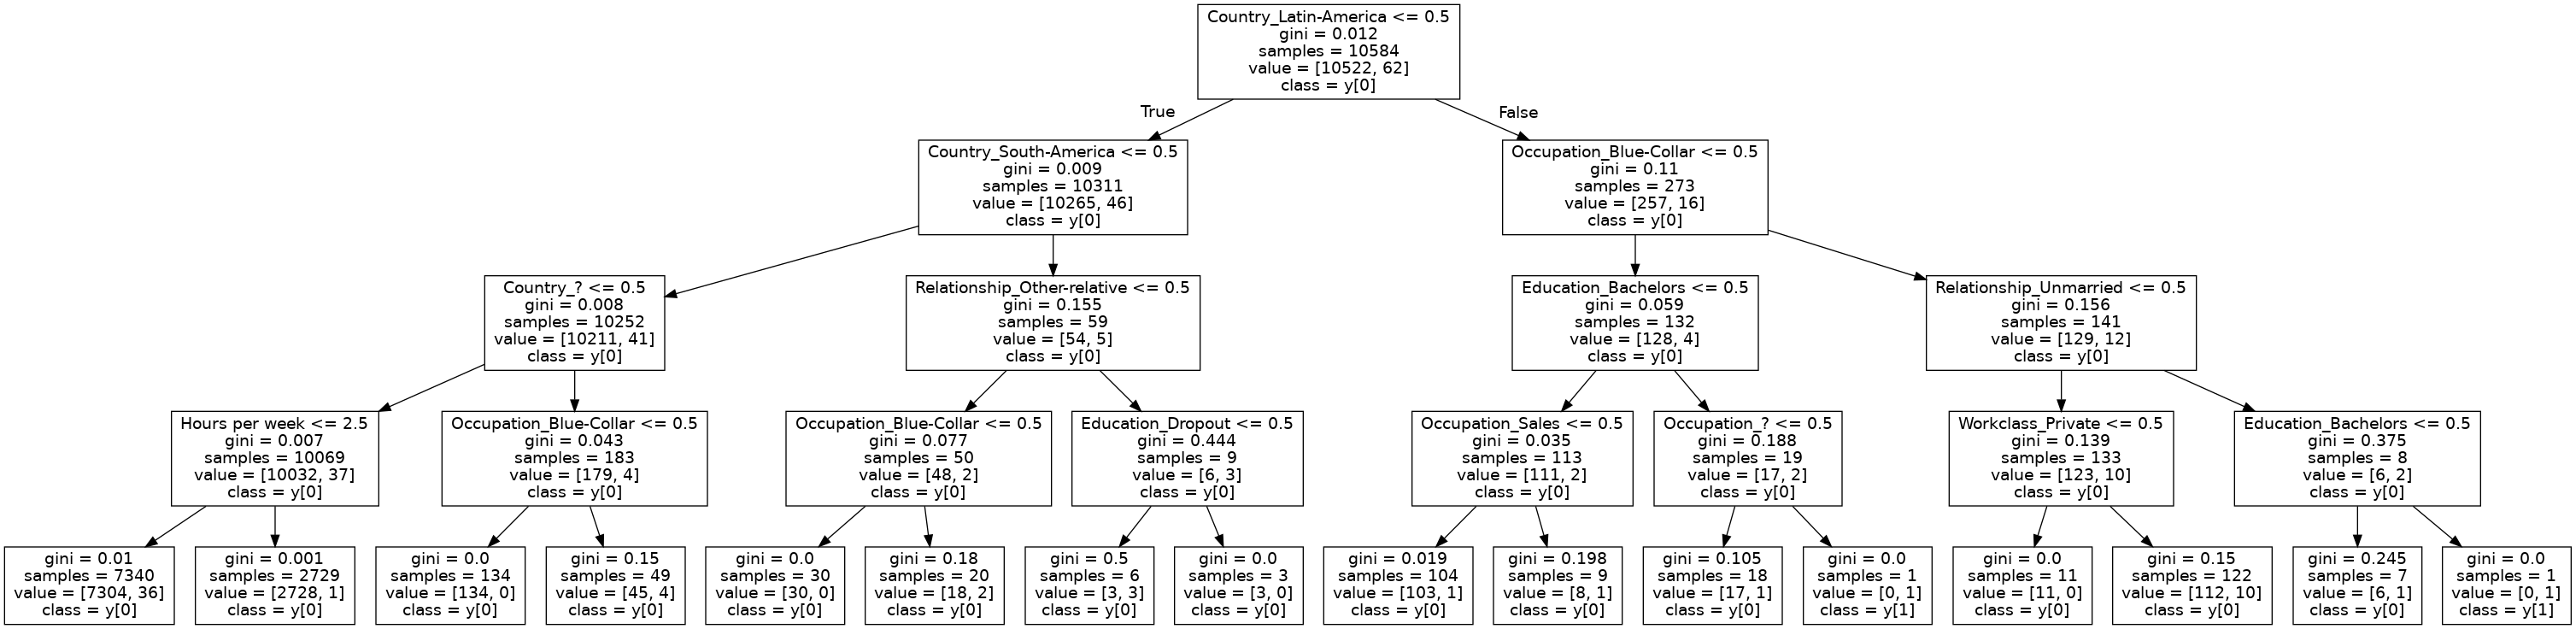 Country_Latin-America <= 0.5
gini = 0.012
samples = 10584
value = [10522, 62]
class = y[0]
True
False
Country_South-America <= 0.5
gini = 0.009
samples = 10311
value = [10265, 46]
class = y[0]
Occupation_Blue-Collar <= 0.5
gini = 0.11
samples = 273
value = [257, 16]
class = y[0]
Country_? <= 0.5
gini = 0.008
samples = 10252
value = [10211, 41]
class = y[0]
Relationship_Other-relative <= 0.5
gini = 0.155
samples = 59
value = [54, 5]
class = y[0]
Education_Bachelors <= 0.5
gini = 0.059
samples = 132
value = [128, 4]
class = y[0]
Relationship_Unmarried <= 0.5
gini = 0.156
samples = 141
value = [129, 12]
class = y[0]
Hours per week <= 2.5
gini = 0.007
samples = 10069
value = [10032, 37]
class = y[0]
Occupation_Blue-Collar <= 0.5
gini = 0.043
samples = 183
value = [179, 4]
class = y[0]
Occupation_Blue-Collar <= 0.5
gini = 0.077
samples = 50
value = [48, 2]
class = y[0]
Education_Dropout <= 0.5
gini = 0.444
samples = 9
value = [6, 3]
class = y[0]
Occupation_Sales <= 0.5
gini = 0.035
samples = 113
value = [111, 2]
class = y[0]
Occupation_? <= 0.5
gini = 0.188
samples = 19
value = [17, 2]
class = y[0]
Workclass_Private <= 0.5
gini = 0.139
samples = 133
value = [123, 10]
class = y[0]
Education_Bachelors <= 0.5
gini = 0.375
samples = 8
value = [6, 2]
class = y[0]
gini = 0.01
samples = 7340
value = [7304, 36]
class = y[0]
gini = 0.001
samples = 2729
value = [2728, 1]
class = y[0]
gini = 0.0
samples = 134
value = [134, 0]
class = y[0]
gini = 0.15
samples = 49
value = [45, 4]
class = y[0]
gini = 0.0
samples = 30
value = [30, 0]
class = y[0]
gini = 0.18
samples = 20
value = [18, 2]
class = y[0]
gini = 0.5
samples = 6
value = [3, 3]
class = y[0]
gini = 0.0
samples = 3
value = [3, 0]
class = y[0]
gini = 0.019
samples = 104
value = [103, 1]
class = y[0]
gini = 0.198
samples = 9
value = [8, 1]
class = y[0]
gini = 0.105
samples = 18
value = [17, 1]
class = y[0]
gini = 0.0
samples = 1
value = [0, 1]
class = y[1]
gini = 0.0
samples = 11
value = [11, 0]
class = y[0]
gini = 0.15
samples = 122
value = [112, 10]
class = y[0]
gini = 0.245
samples = 7
value = [6, 1]
class = y[0]
gini = 0.0
samples = 1
value = [0, 1]
class = y[1]